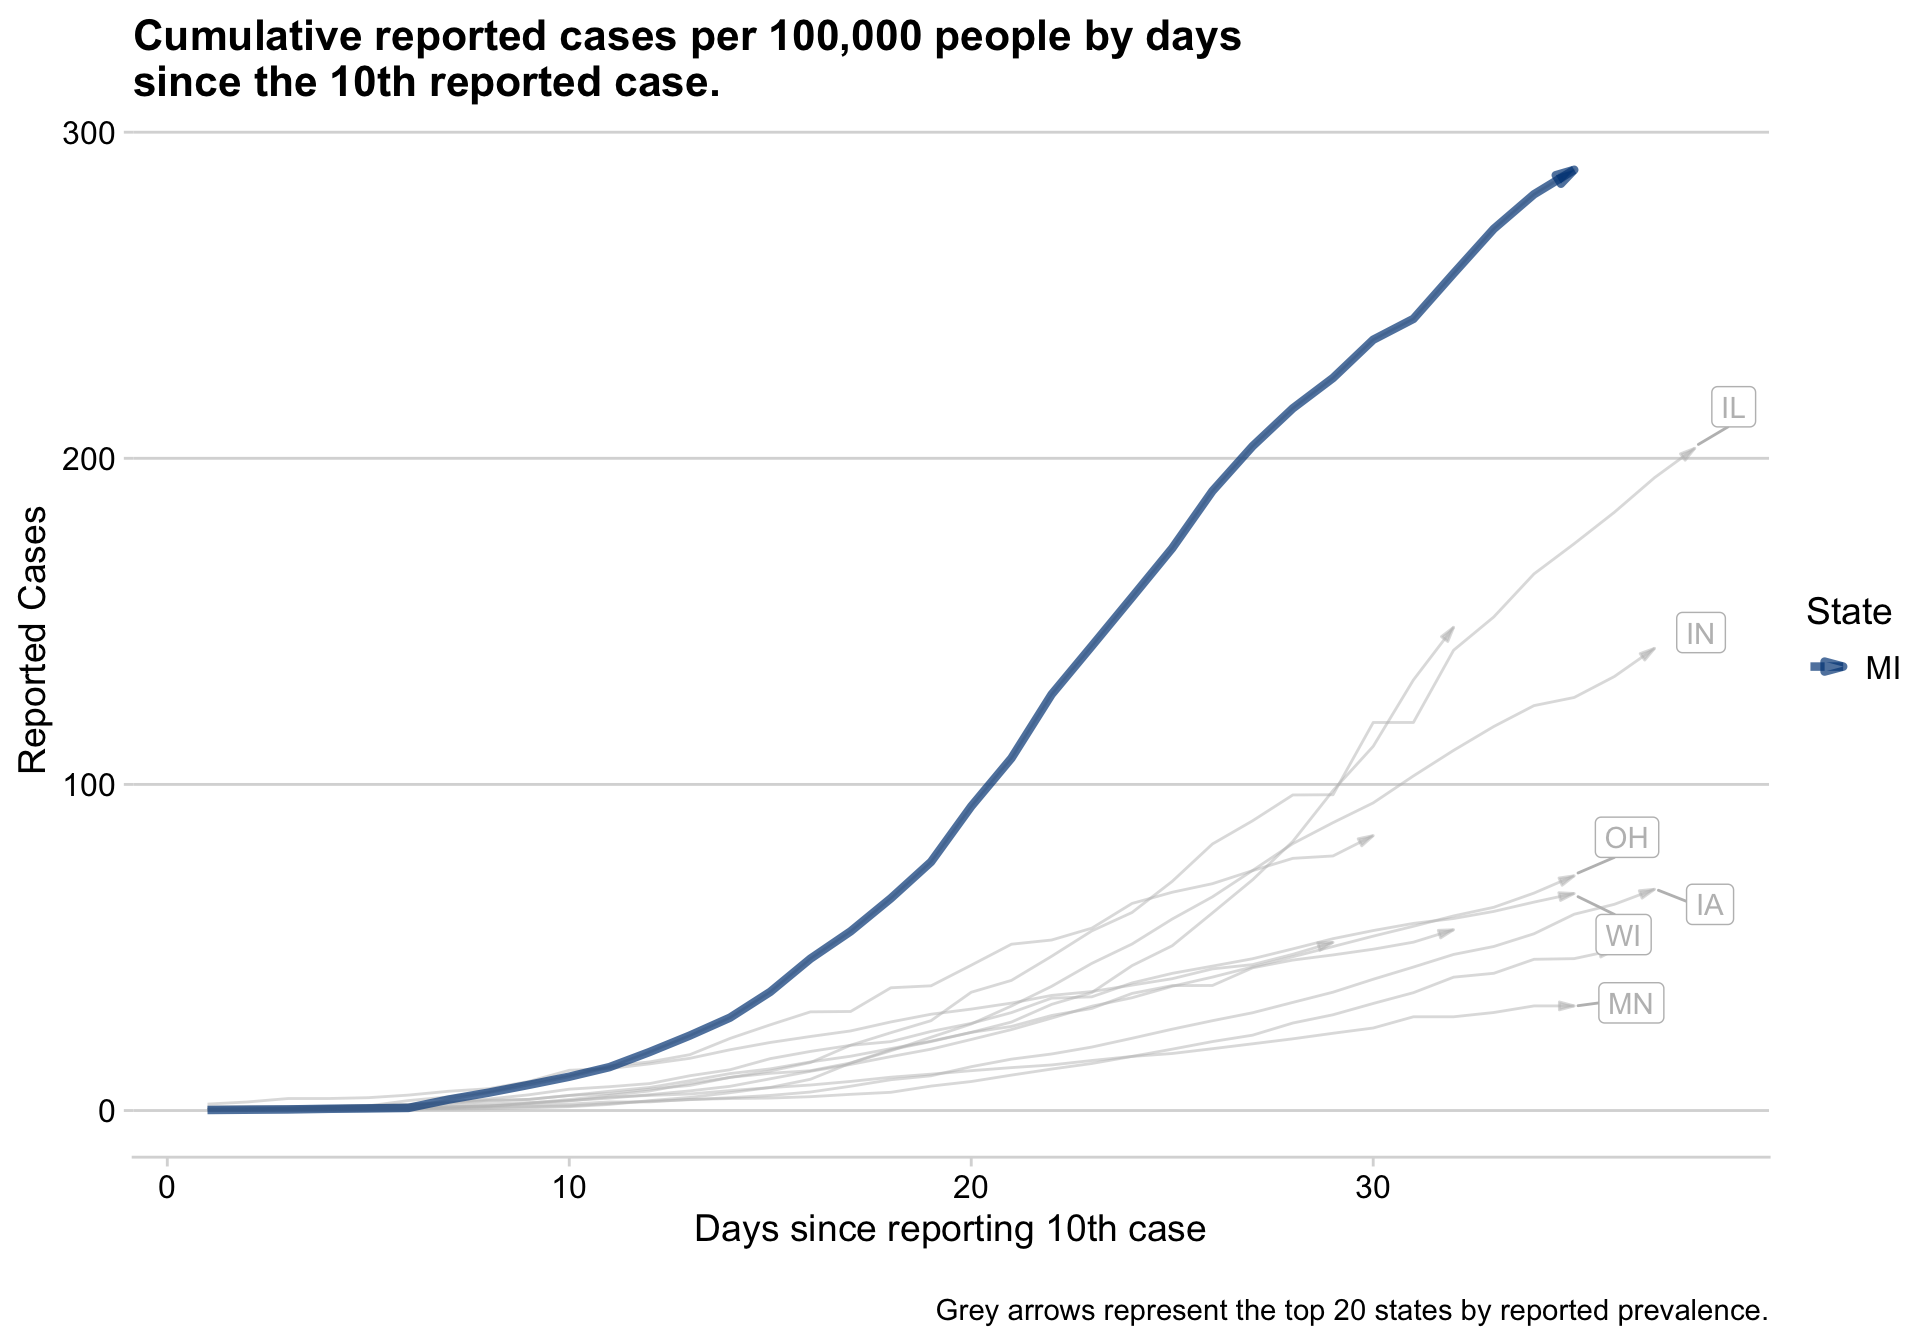 Cumulative reported cases per 100,000 people by days
since the 10th reported case.
300
200
100
0
Reported Cases
IL
IN
OH
IA
WI
MN
State
MI
0
10
20
30
Days since reporting 10th case
Grey arrows represent the top 20 states by reported prevalence.